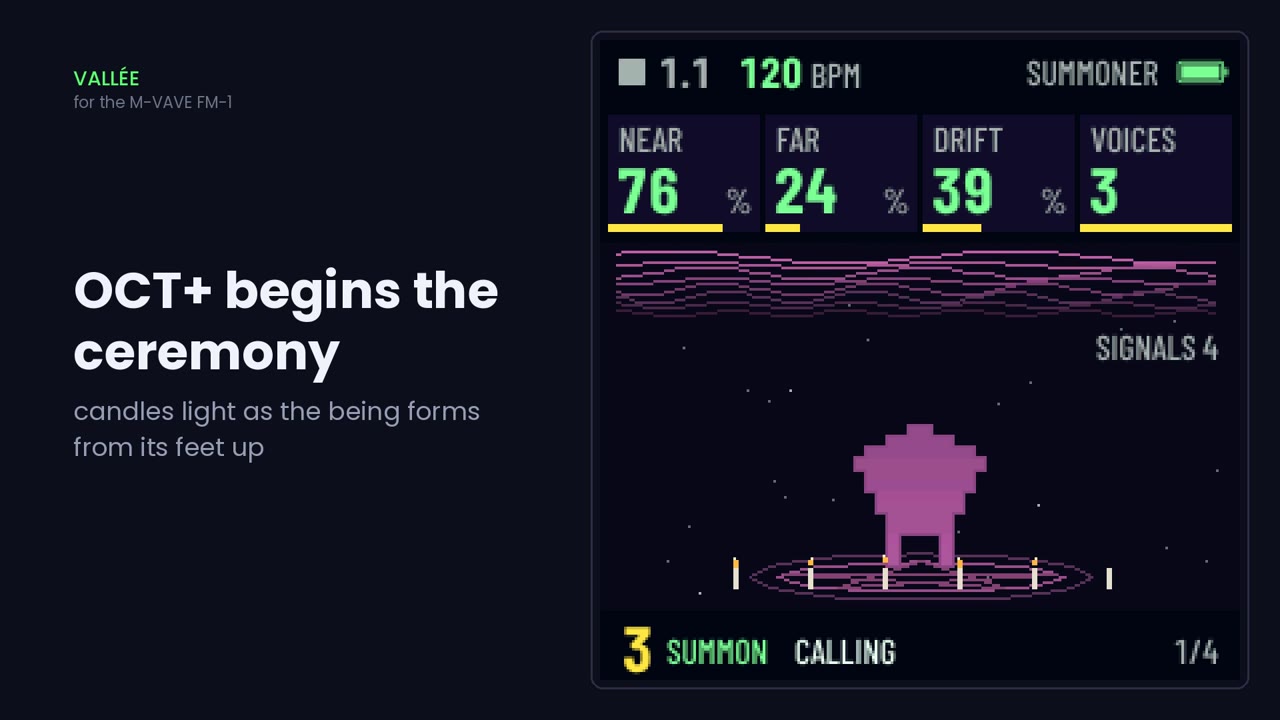 VALLÉE
for the M-VAVE FM-1
OCT+ begins the
ceremony
candles light as the being forms
from its feet up
1.1 120 BPM SUMMONER
NEAR FAR DRIFT VOICES
76 % 24 % 39 % 3
SIGNALS 4
3 SUMMON CALLING 1/4